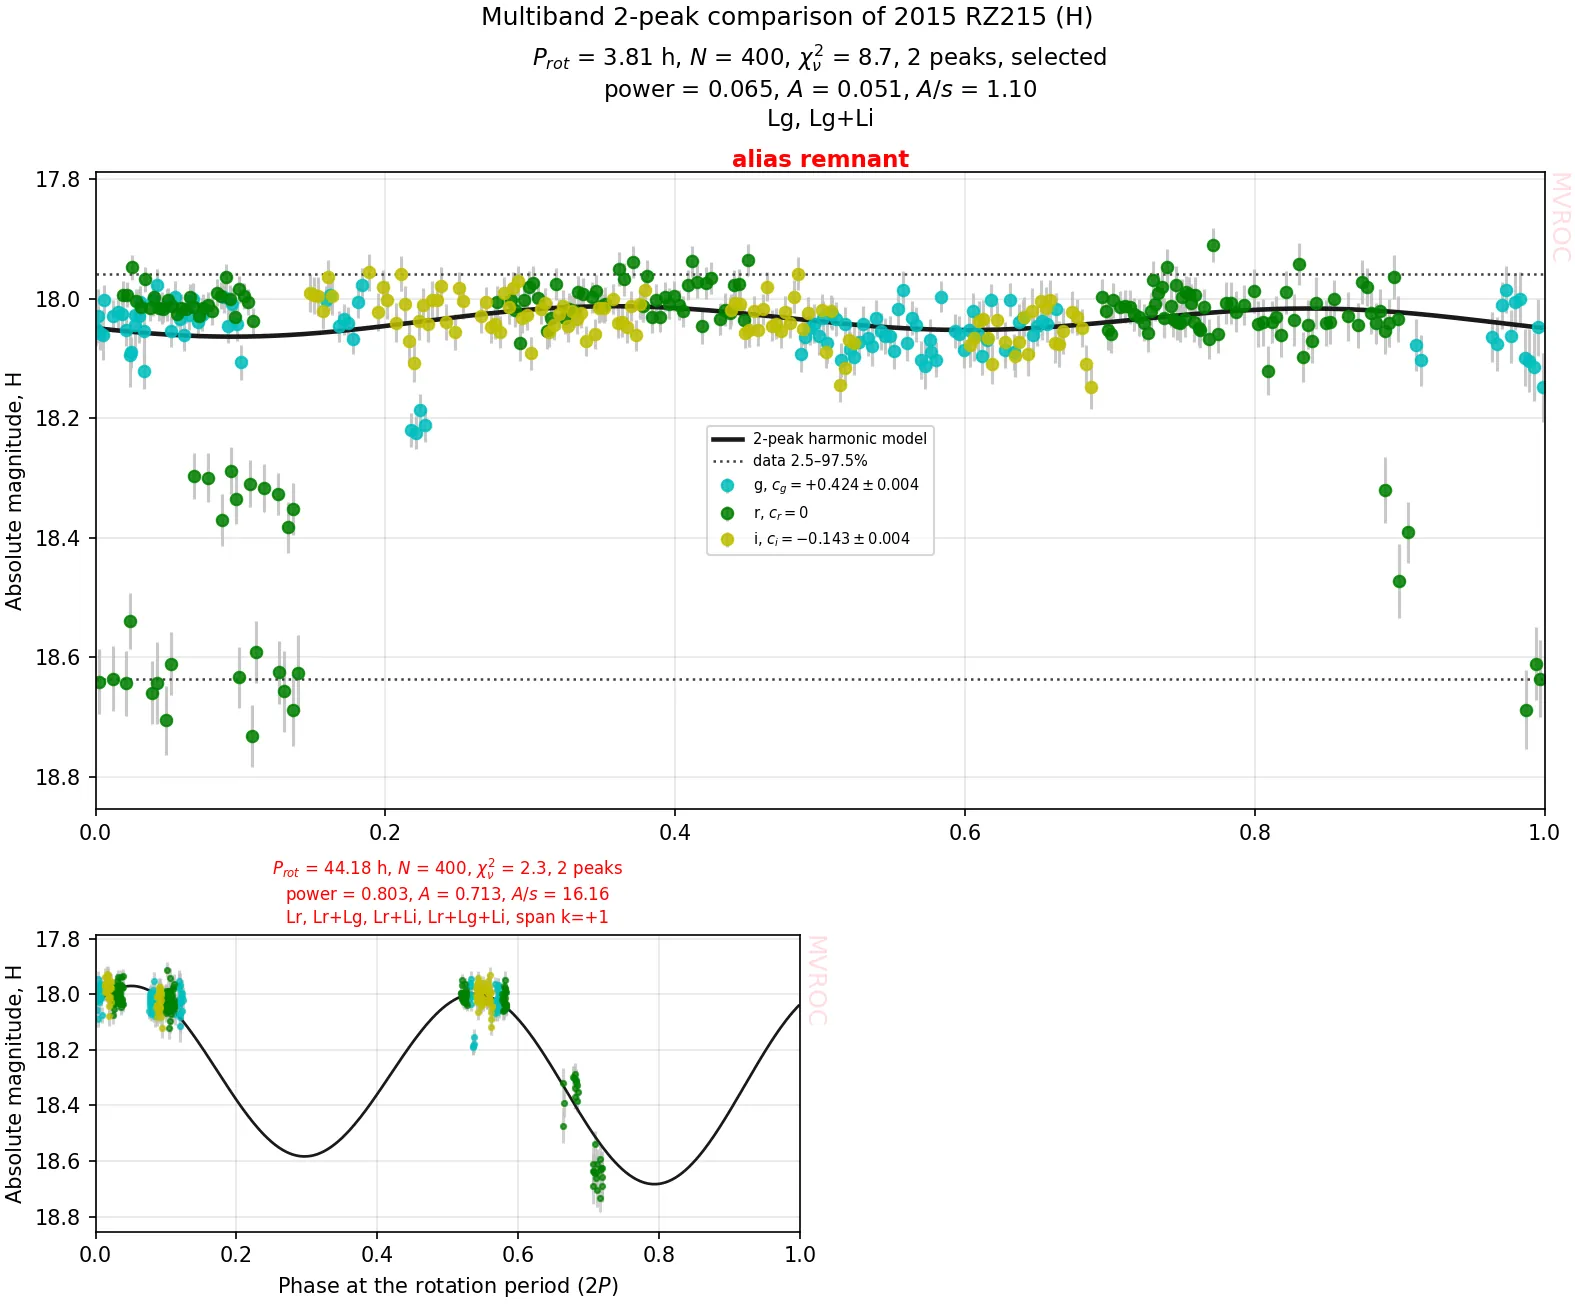 Multiband 2-peak comparison of 2015 RZ215 (H)
P_rot = 3.81 h, N = 400, χ²_ν = 8.7, 2 peaks, selected
power = 0.065, A = 0.051, A/s = 1.10
Lg, Lg+Li
alias remnant
MVROC
17.8
18.0
18.2
18.4
18.6
18.8
Absolute magnitude, H
2-peak harmonic model
data 2.5–97.5%
g, c_g = +0.424 ± 0.004
r, c_r = 0
i, c_i = −0.143 ± 0.004
0.0 0.2 0.4 0.6 0.8 1.0
P_rot = 44.18 h, N = 400, χ²_ν = 2.3, 2 peaks
power = 0.803, A = 0.713, A/s = 16.16
Lr, Lr+Lg, Lr+Li, Lr+Lg+Li, span k=+1
MVROC
17.8
18.0
18.2
18.4
18.6
18.8
Absolute magnitude, H
0.0 0.2 0.4 0.6 0.8 1.0
Phase at the rotation period (2P)